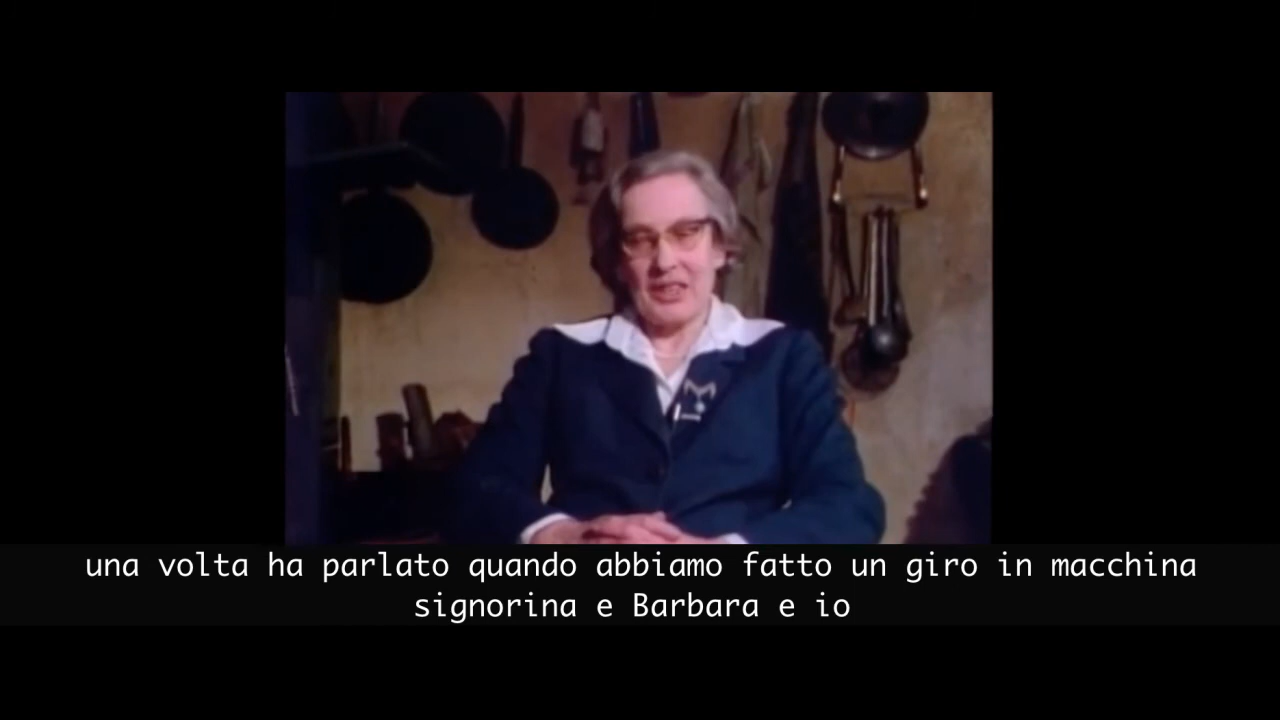 una volta ha parlato quando abbiamo fatto un giro in macchina
signorina e Barbara e io